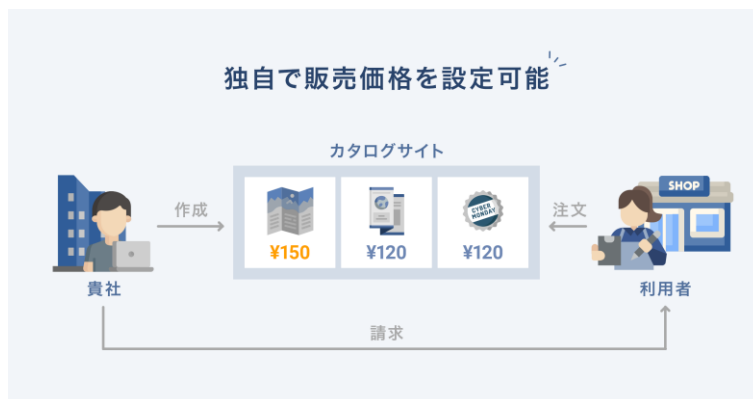 独自で販売価格を設定可能
カタログサイト
SHOP
作成
CYBER
MONDAY
注文
¥150
¥120
¥120
貴社
利用者
請求